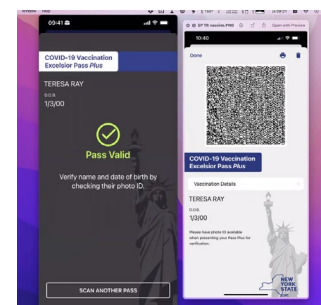 09:41
COVID-19 Vaccination
Excelsior Pass Plus
TERESA RAY
D.O.B.
1/3/00
Pass Valid
Verify name and date of birth by
checking their photo ID.
SCAN ANOTHER PASS
Open with Preview
10:40
Done
COVID-19 Vaccination
Excelsior Pass Plus
Vaccination Details
TERESA RAY
D.O.B.
1/3/00
Please have photo ID available
when presenting your Pass Plus for
verification.
NEW
YORK
STATE